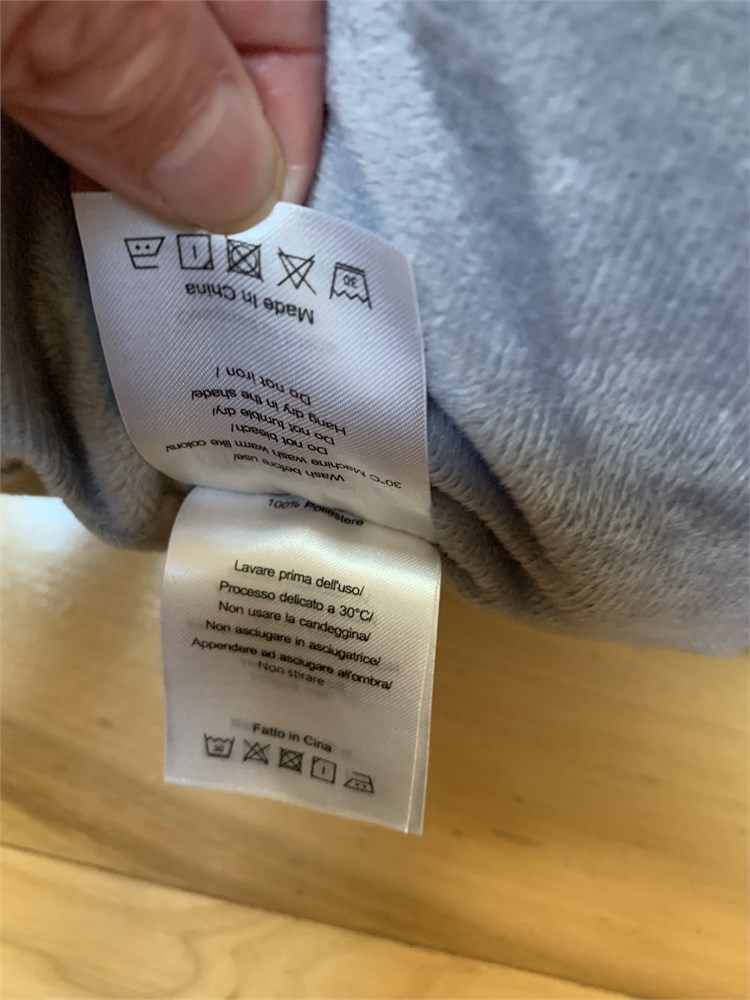 Wash before use/
30°C Machine wash warm like colors/
Do not bleach/
Do not tumble dry/
Hang dry in the shade/
Do not iron /
Made In China
30
100% Poliestere
Lavare prima dell'uso/
Processo delicato a 30°C/
Non usare la candeggina/
Non asciugare in asciugatrice/
Appendere ad asciugare all'ombra/
Non stirare
Fatto in Cina
30